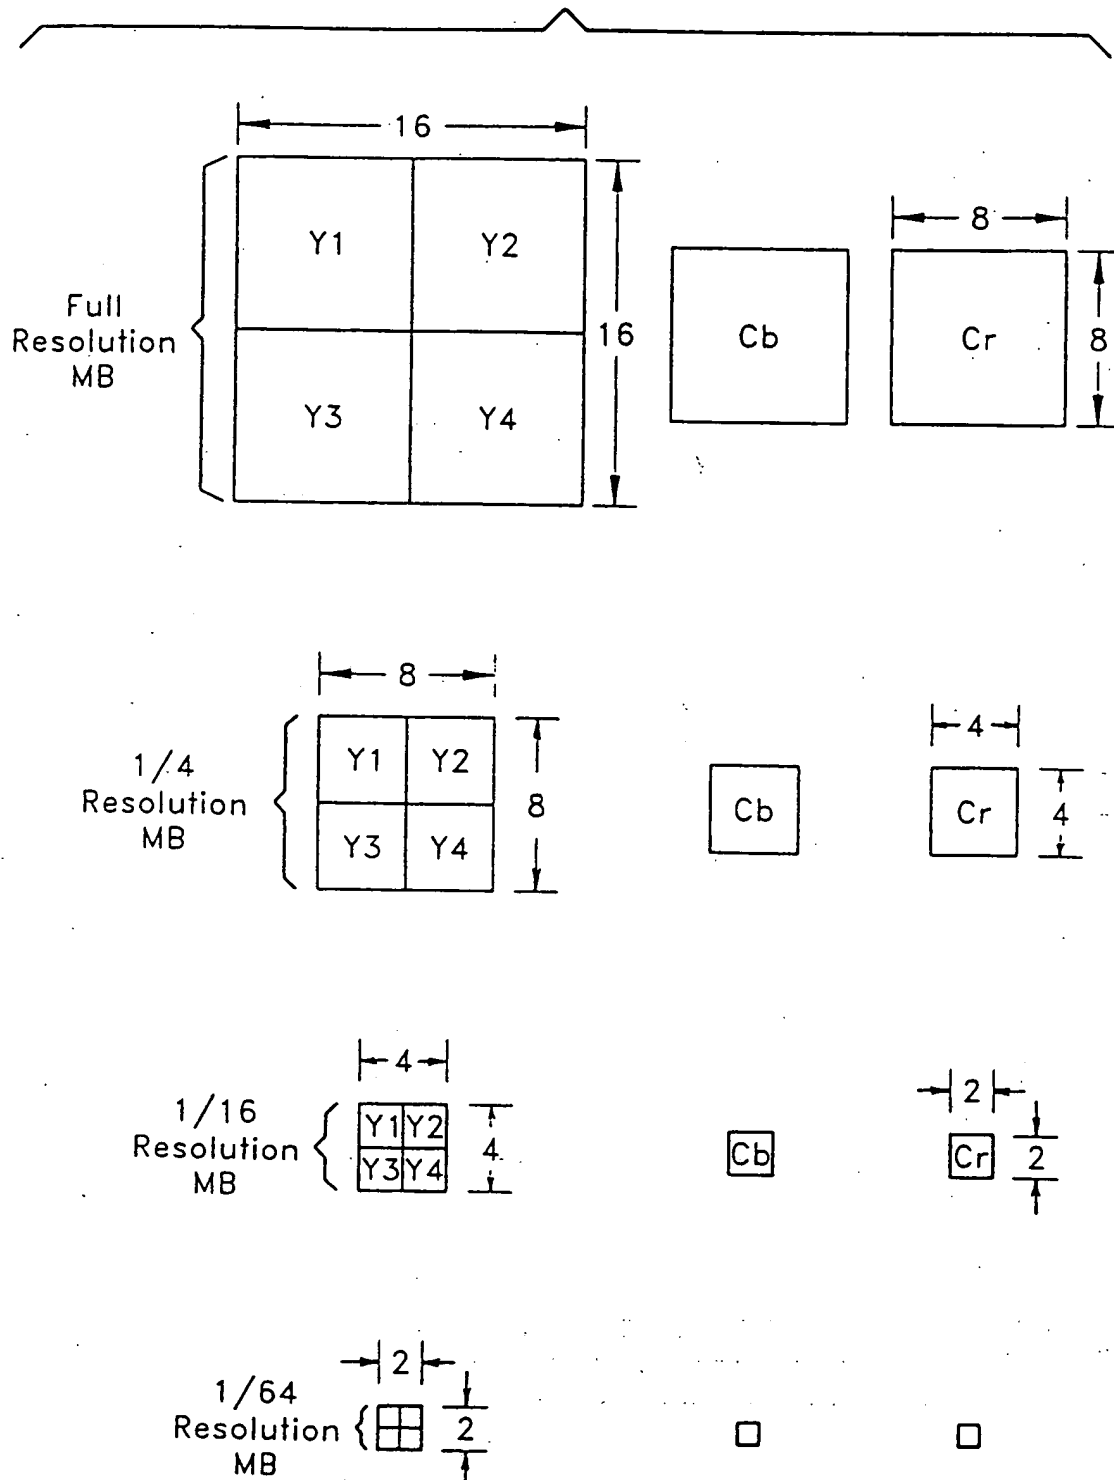 16
Y1 Y2
Y3 Y4
16
Full
Resolution
MB
Cb
Cr
8
8
8
Y1 Y2
Y3 Y4
8
1/4
Resolution
MB
Cb
Cr
4
4
4
Y1 Y2
Y3 Y4
4
1/16
Resolution
MB
Cb
Cr
2
2
2
2
1/64
Resolution
MB